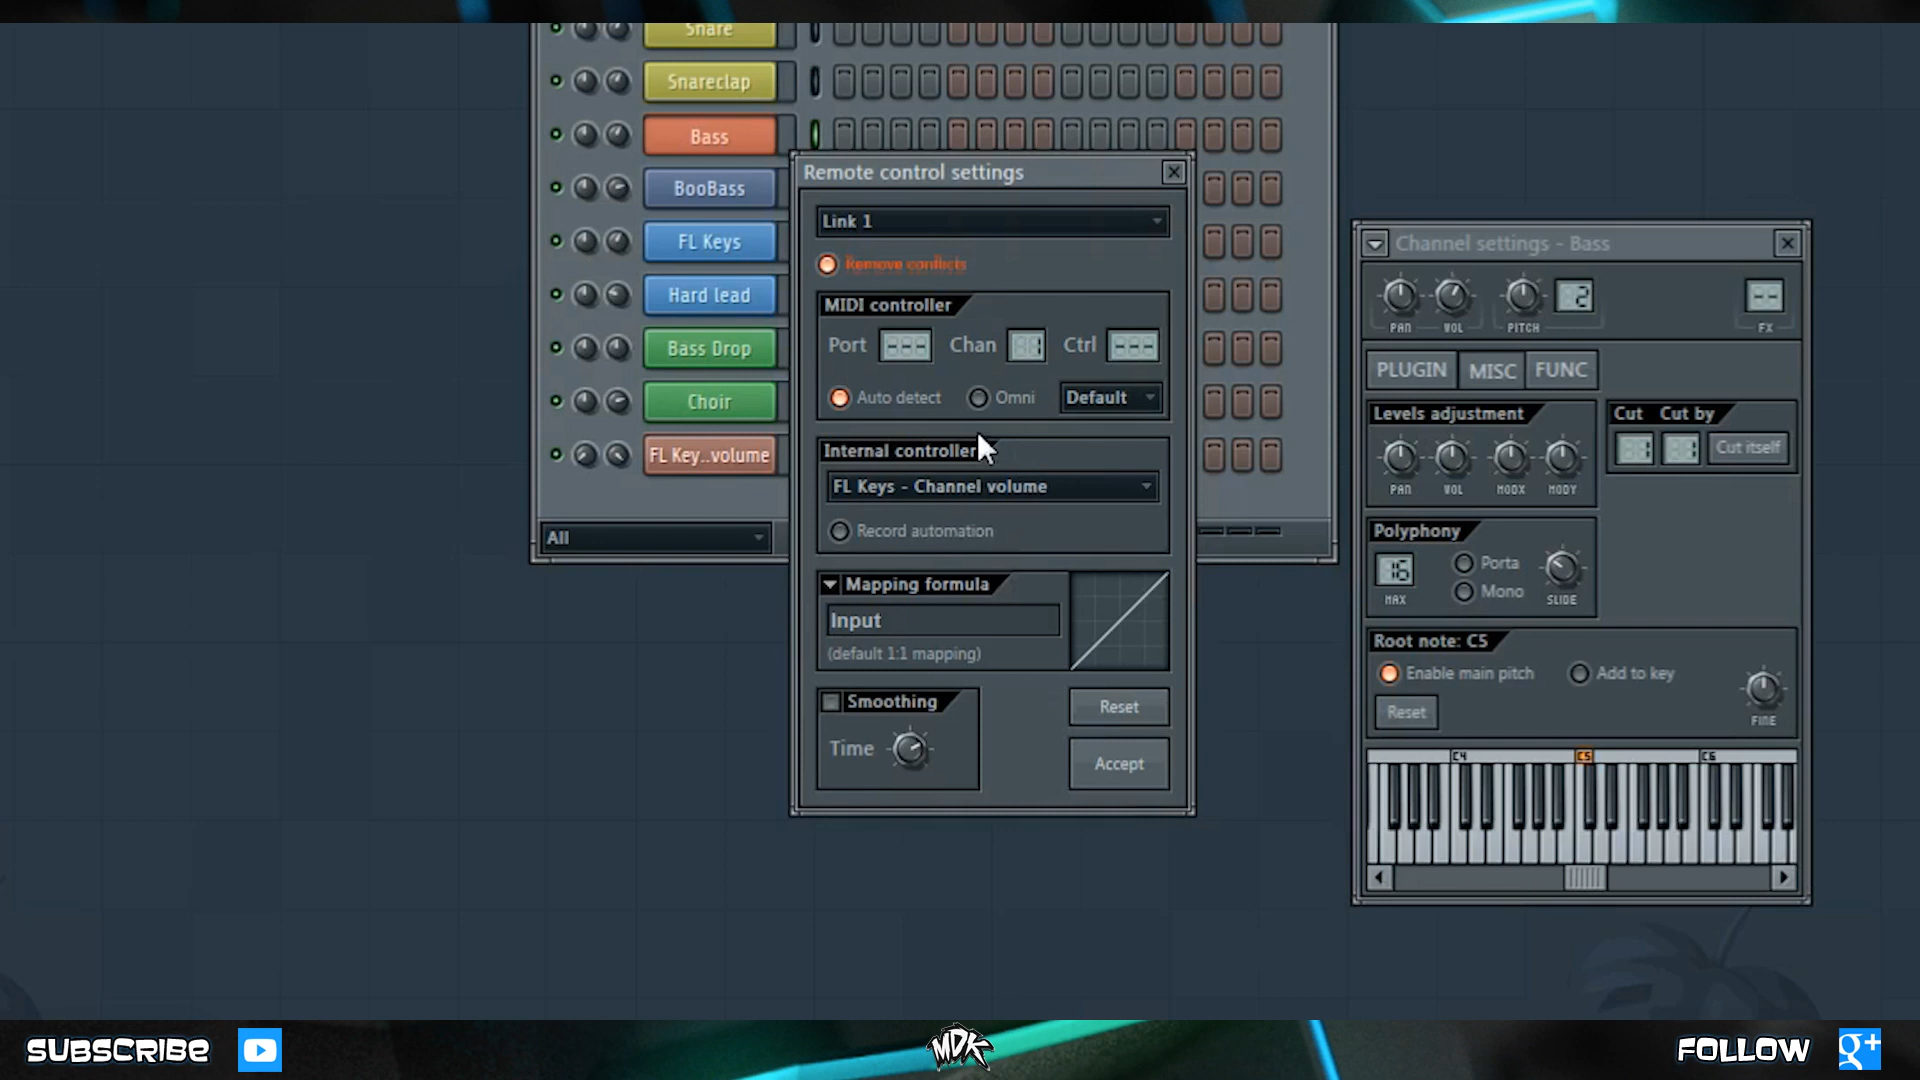 Snare
Snareclap
Bass
BooBass
FL Keys
Hard lead
Bass Drop
Choir
FL Key..volume
All
Remote control settings
Link 1
Remove conflicts
MIDI controller
Port --- Chan 1 Ctrl ---
Auto detect Omni Default
Internal controller
FL Keys - Channel volume
Record automation
Mapping formula
Input
(default 1:1 mapping)
Smoothing
Time
Reset
Accept
Channel settings - Bass
2 --
PAN VOL PITCH FX
PLUGIN MISC FUNC
Levels adjustment
PAN VOL MODX MODY
Cut Cut by
Cut itself
Polyphony
16
MAX
Porta
Mono
SLIDE
Root note: C5
Enable main pitch Add to key
Reset
FINE
C4 C5 C6
SUBSCRIBE
MDK
FOLLOW
g+